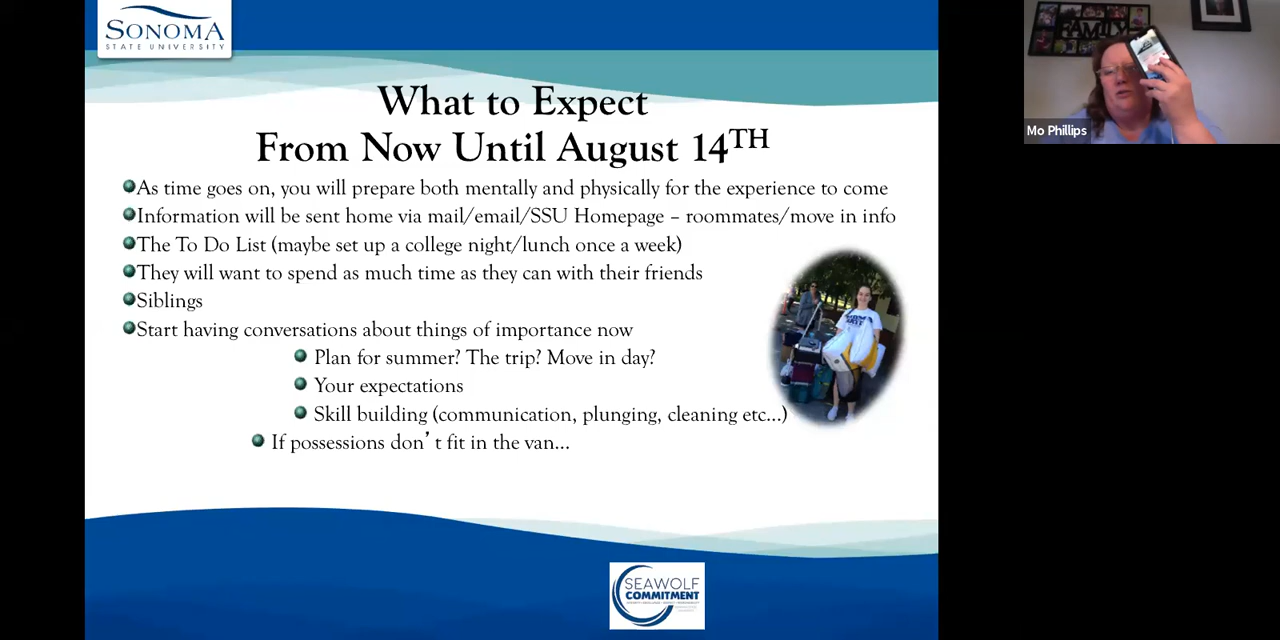 SONOMA
STATE UNIVERSITY
FAMILY
Mo Phillips
What to Expect
From Now Until August 14TH
As time goes on, you will prepare both mentally and physically for the experience to come
Information will be sent home via mail/email/SSU Homepage – roommates/move in info
The To Do List (maybe set up a college night/lunch once a week)
They will want to spend as much time as they can with their friends
Siblings
Start having conversations about things of importance now
Plan for summer? The trip? Move in day?
Your expectations
Skill building (communication, plunging, cleaning etc...)
If possessions don’t fit in the van...
SEAWOLF
COMMITMENT